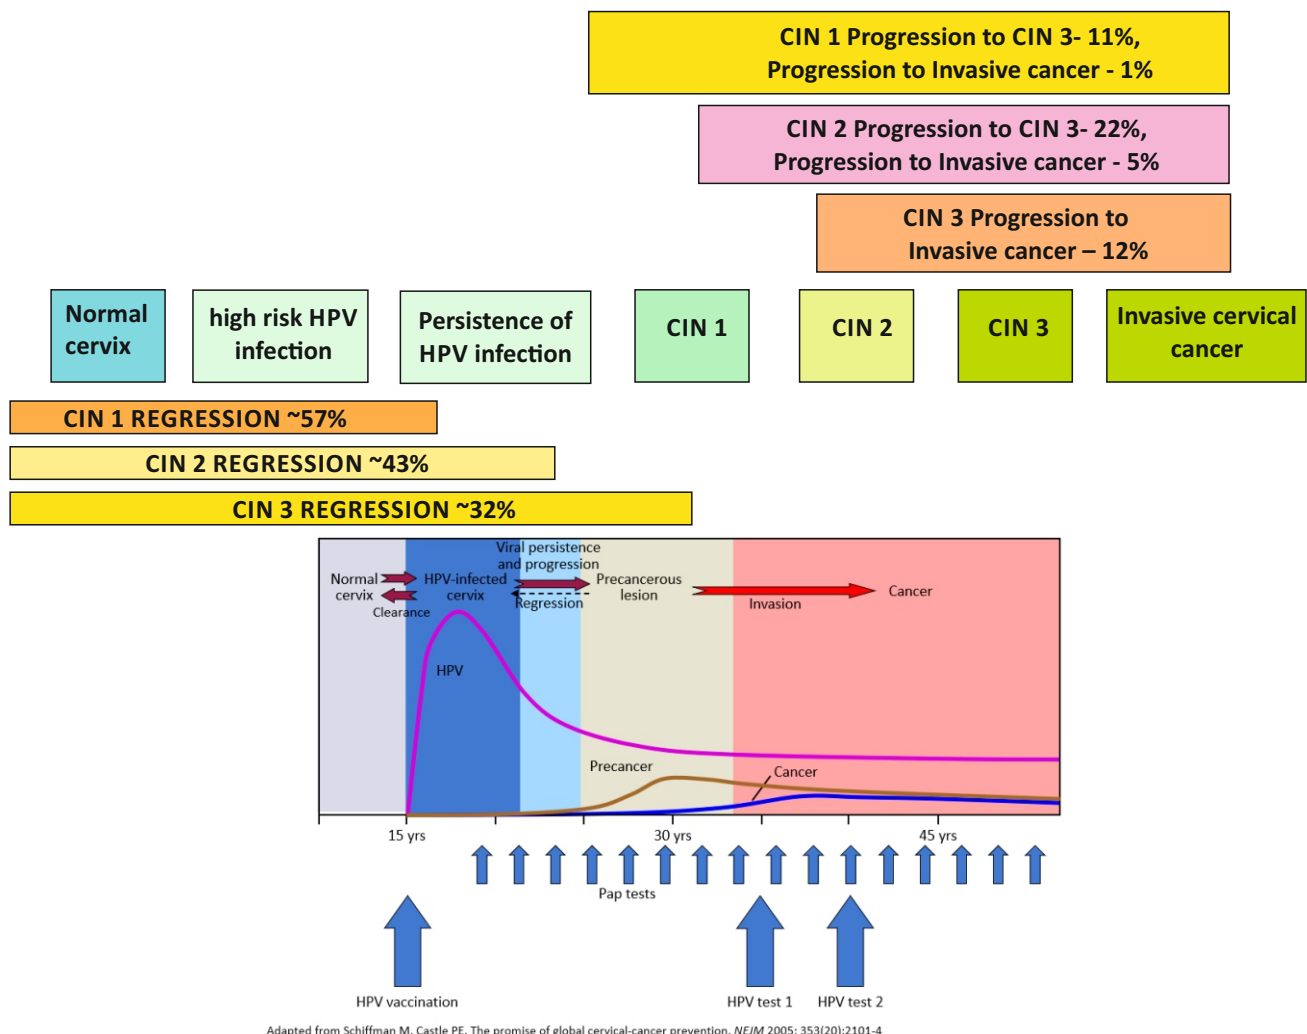 CIN 1 Progression to CIN 3- 11%,
Progression to Invasive cancer - 1%
CIN 2 Progression to CIN 3- 22%,
Progression to Invasive cancer - 5%
CIN 3 Progression to
Invasive cancer – 12%
Normal
cervix
high risk HPV
infection
Persistence of
HPV infection
CIN 1
CIN 2
CIN 3
Invasive cervical
cancer
CIN 1 REGRESSION ~57%
CIN 2 REGRESSION ~43%
CIN 3 REGRESSION ~32%
Normal
cervix
Clearance
HPV-infected
cervix
Viral persistence
and progression
Regression
Precancerous
lesion
Invasion
Cancer
HPV
Precancer
Cancer
15 yrs
30 yrs
45 yrs
Pap tests
HPV vaccination
HPV test 1
HPV test 2
Adapted from Schiffman M, Castle PE. The promise of global cervical-cancer prevention. NEJM 2005; 353(20):2101-4